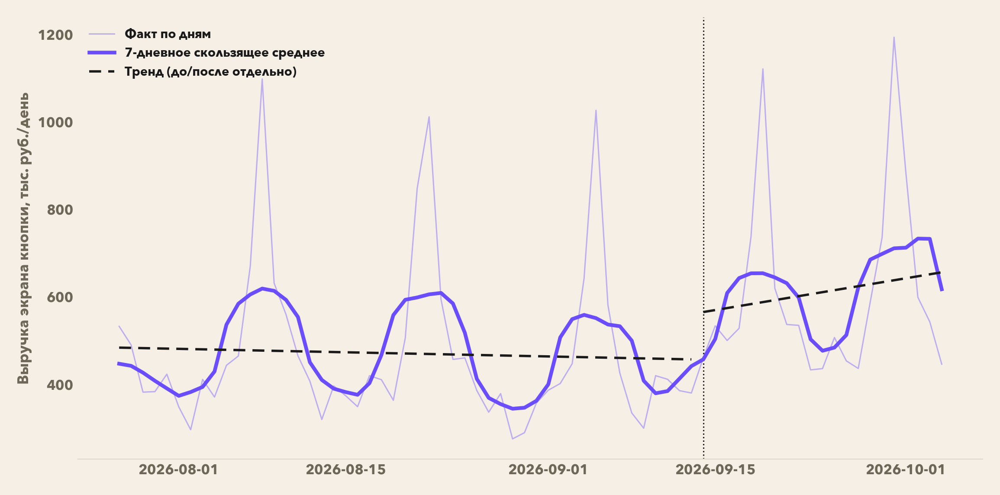 Факт по дням
7-дневное скользящее среднее
Тренд (до/после отдельно)
Выручка экрана кнопки, тыс. руб./день
1200
1000
800
600
400
2026-08-01
2026-08-15
2026-09-01
2026-09-15
2026-10-01